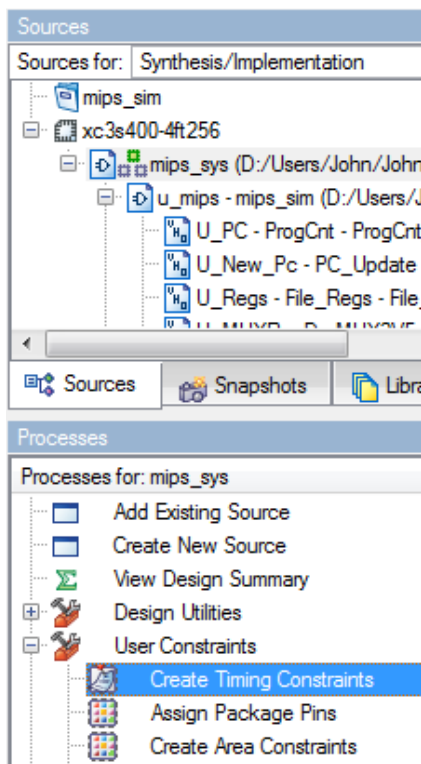 Sources
Sources for: Synthesis/Implementation
mips_sim
xc3s400-4ft256
mips_sys (D:/Users/John/John
u_mips - mips_sim (D:/Users/J
U_PC - ProgCnt - ProgCnt
U_New_Pc - PC_Update
U_Regs - File_Regs - File_
Sources Snapshots Libra
Processes
Processes for: mips_sys
Add Existing Source
Create New Source
View Design Summary
Design Utilities
User Constraints
Create Timing Constraints
Assign Package Pins
Create Area Constraints